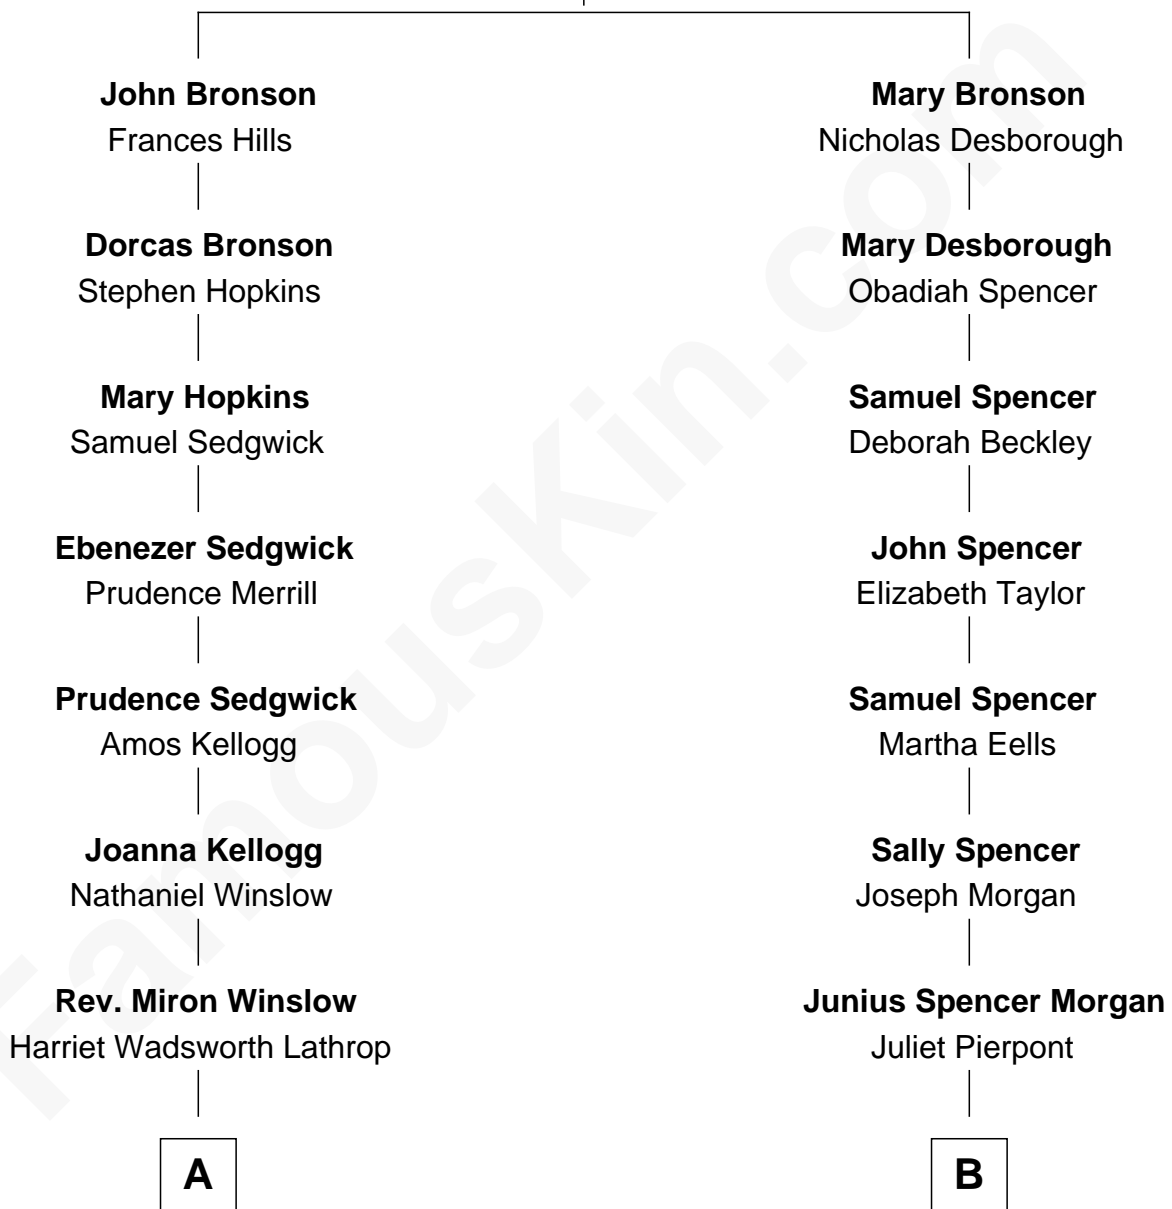 John Bronson
Frances Hills
Dorcas Bronson
Stephen Hopkins
Mary Hopkins
Samuel Sedgwick
Ebenezer Sedgwick
Prudence Merrill
Prudence Sedgwick
Amos Kellogg
Joanna Kellogg
Nathaniel Winslow
Rev. Miron Winslow
Harriet Wadsworth Lathrop
A
Mary Bronson
Nicholas Desborough
Mary Desborough
Obadiah Spencer
Samuel Spencer
Deborah Beckley
John Spencer
Elizabeth Taylor
Samuel Spencer
Martha Eells
Sally Spencer
Joseph Morgan
Junius Spencer Morgan
Juliet Pierpont
B
FamousKin.com